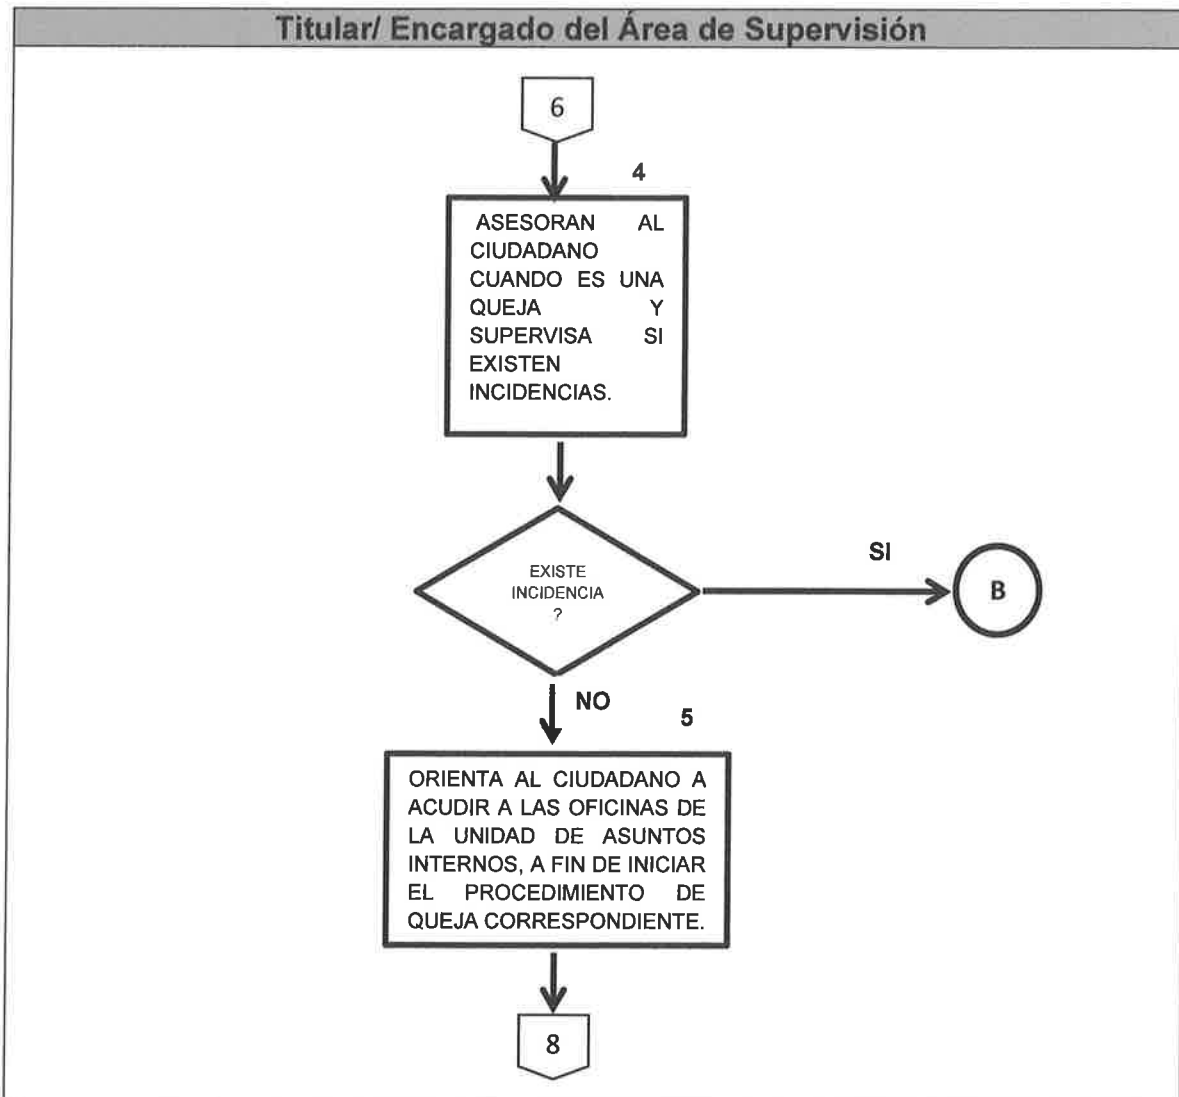 Titular/ Encargado del Área de Supervisión
6
4
ASESORAN AL
CIUDADANO
CUANDO ES UNA
QUEJA Y
SUPERVISA SI
EXISTEN
INCIDENCIAS.
EXISTE
INCIDENCIA
?
SI
B
NO
5
ORIENTA AL CIUDADANO A
ACUDIR A LAS OFICINAS DE
LA UNIDAD DE ASUNTOS
INTERNOS, A FIN DE INICIAR
EL PROCEDIMIENTO DE
QUEJA CORRESPONDIENTE.
8